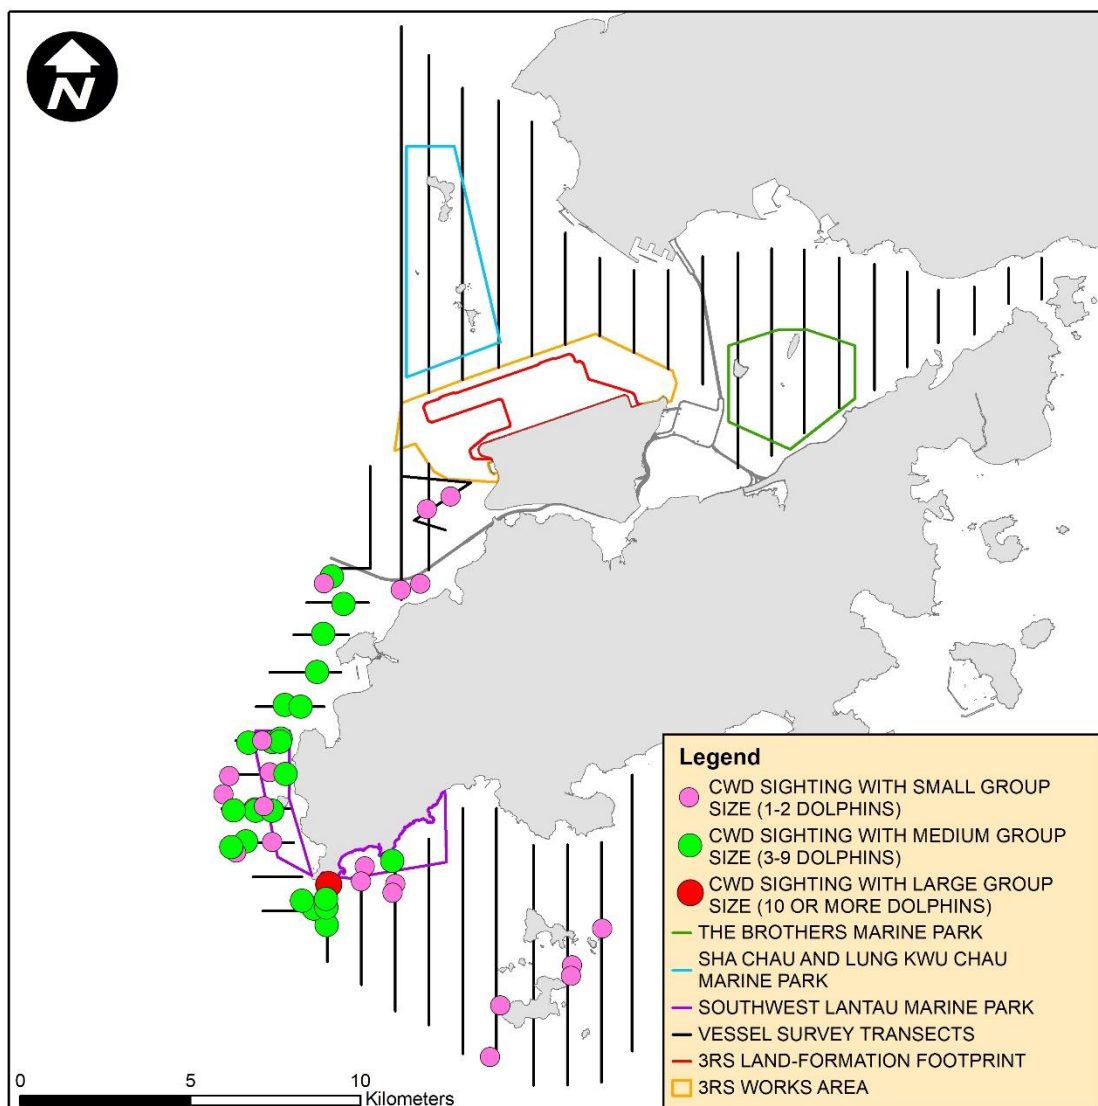 N
Legend
CWD SIGHTING WITH SMALL GROUP
SIZE (1-2 DOLPHINS)
CWD SIGHTING WITH MEDIUM GROUP
SIZE (3-9 DOLPHINS)
CWD SIGHTING WITH LARGE GROUP
SIZE (10 OR MORE DOLPHINS)
THE BROTHERS MARINE PARK
SHA CHAU AND LUNG KWU CHAU
MARINE PARK
SOUTHWEST LANTAU MARINE PARK
VESSEL SURVEY TRANSECTS
3RS LAND-FORMATION FOOTPRINT
3RS WORKS AREA
0 5 10
Kilometers